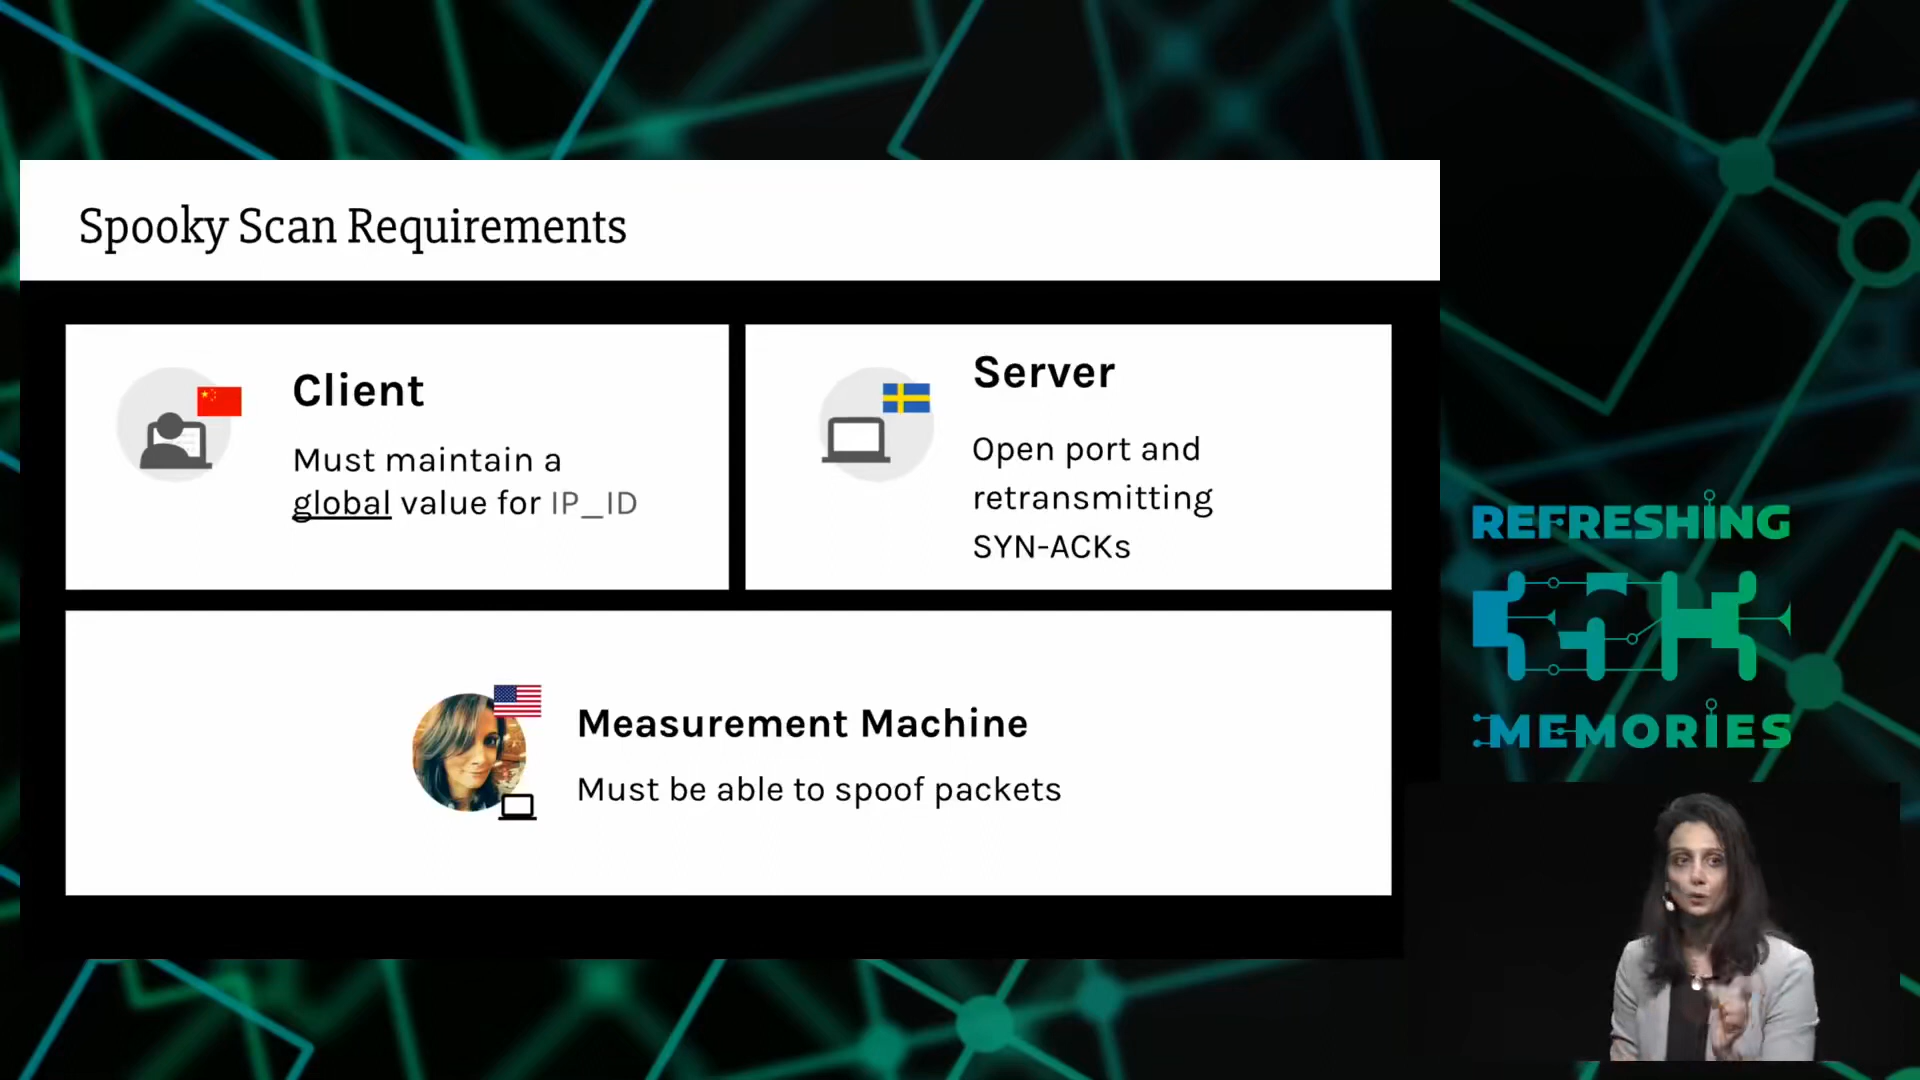 Spooky Scan Requirements
Client
Must maintain a
global value for IP_ID
Server
Open port and
retransmitting
SYN-ACKs
Measurement Machine
Must be able to spoof packets
REFRESHING
MEMORIES